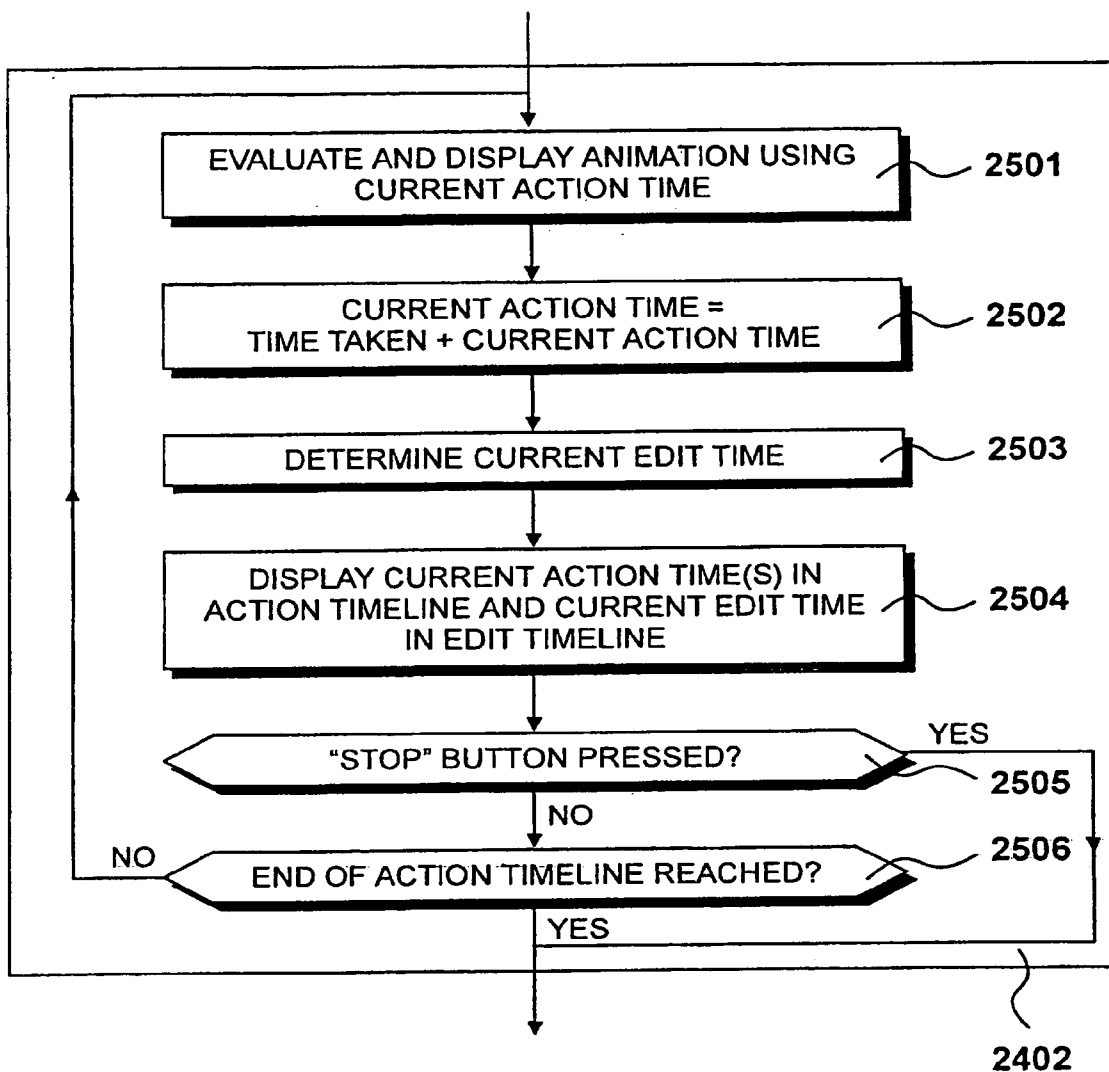 EVALUATE AND DISPLAY ANIMATION USING
CURRENT ACTION TIME
2501
CURRENT ACTION TIME =
TIME TAKEN + CURRENT ACTION TIME
2502
DETERMINE CURRENT EDIT TIME
2503
DISPLAY CURRENT ACTION TIME(S) IN
ACTION TIMELINE AND CURRENT EDIT TIME
IN EDIT TIMELINE
2504
"STOP" BUTTON PRESSED?
YES
2505
NO
NO
END OF ACTION TIMELINE REACHED?
2506
YES
2402